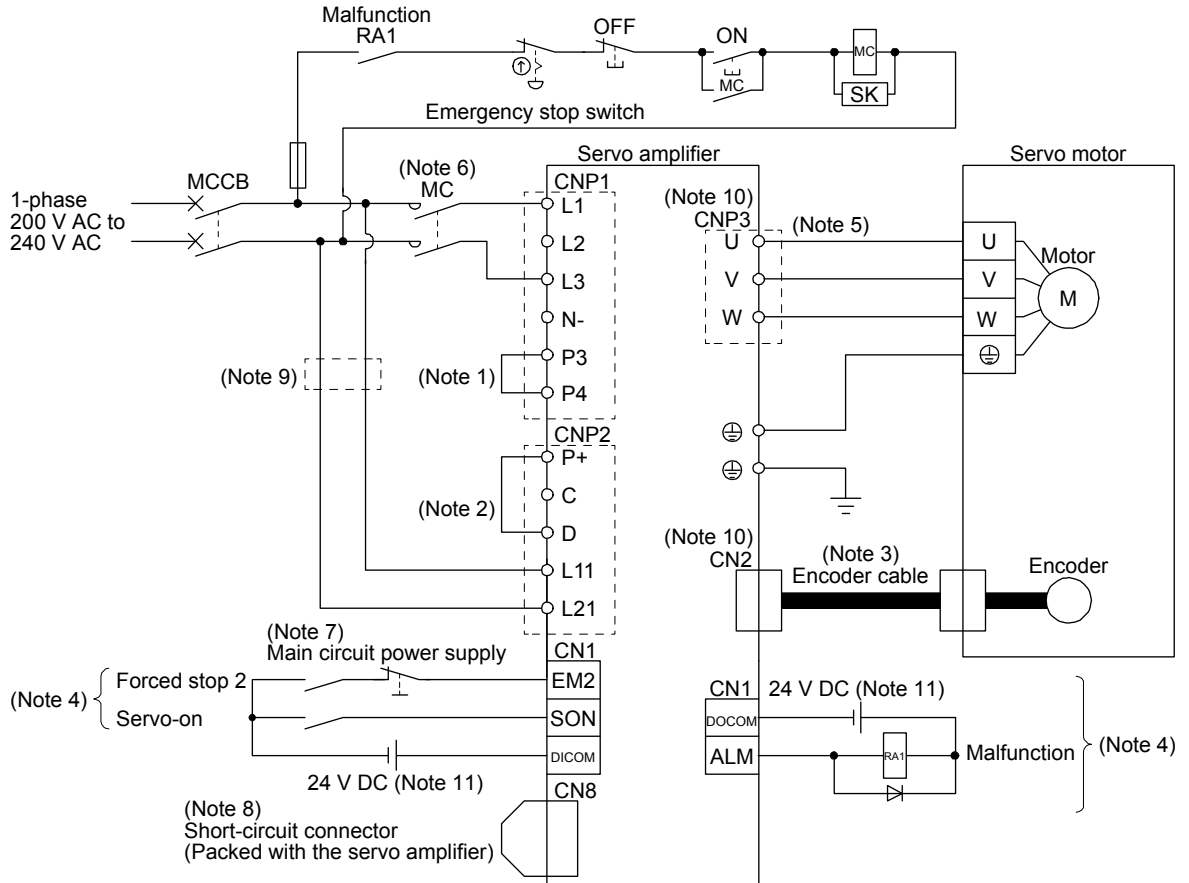 Malfunction
RA1
OFF
ON
MC
MC
SK
Emergency stop switch
Servo amplifier
Servo motor
1-phase
200 V AC to
240 V AC
MCCB
(Note 6)
MC
CNP1
L1
L2
L3
N-
P3
P4
(Note 1)
(Note 9)
(Note 10)
CNP3
U
V
W
(Note 5)
U
V
W
Motor
M
CNP2
P+
C
D
L11
L21
(Note 2)
(Note 10)
CN2
(Note 3)
Encoder cable
Encoder
(Note 7)
Main circuit power supply
CN1
(Note 4)
Forced stop 2
Servo-on
EM2
SON
DICOM
24 V DC (Note 11)
CN1
24 V DC (Note 11)
DOCOM
ALM
RA1
Malfunction
(Note 4)
CN8
(Note 8)
Short-circuit connector
(Packed with the servo amplifier)